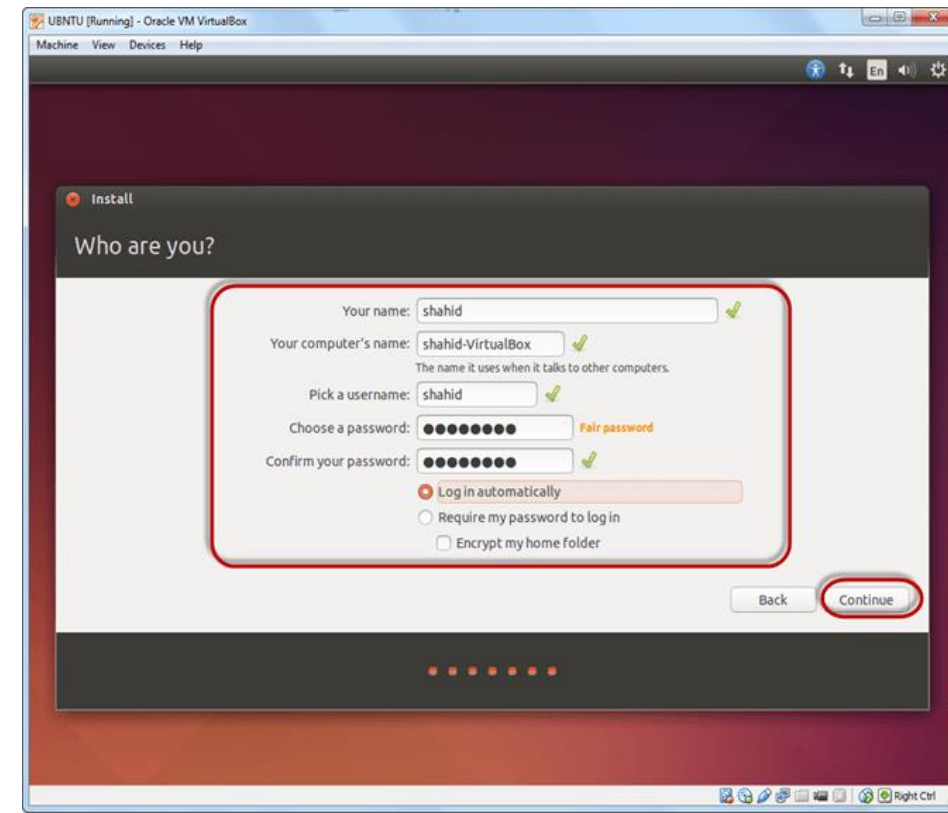 UBNTU [Running] - Oracle VM VirtualBox
Machine View Devices Help
En
Install
Who are you?
Your name: shahid
Your computer's name: shahid-VirtualBox
The name it uses when it talks to other computers.
Pick a username: shahid
Choose a password: ●●●●●●●● Fair password
Confirm your password: ●●●●●●●●
Log in automatically
Require my password to log in
Encrypt my home folder
Back Continue
Right Ctrl